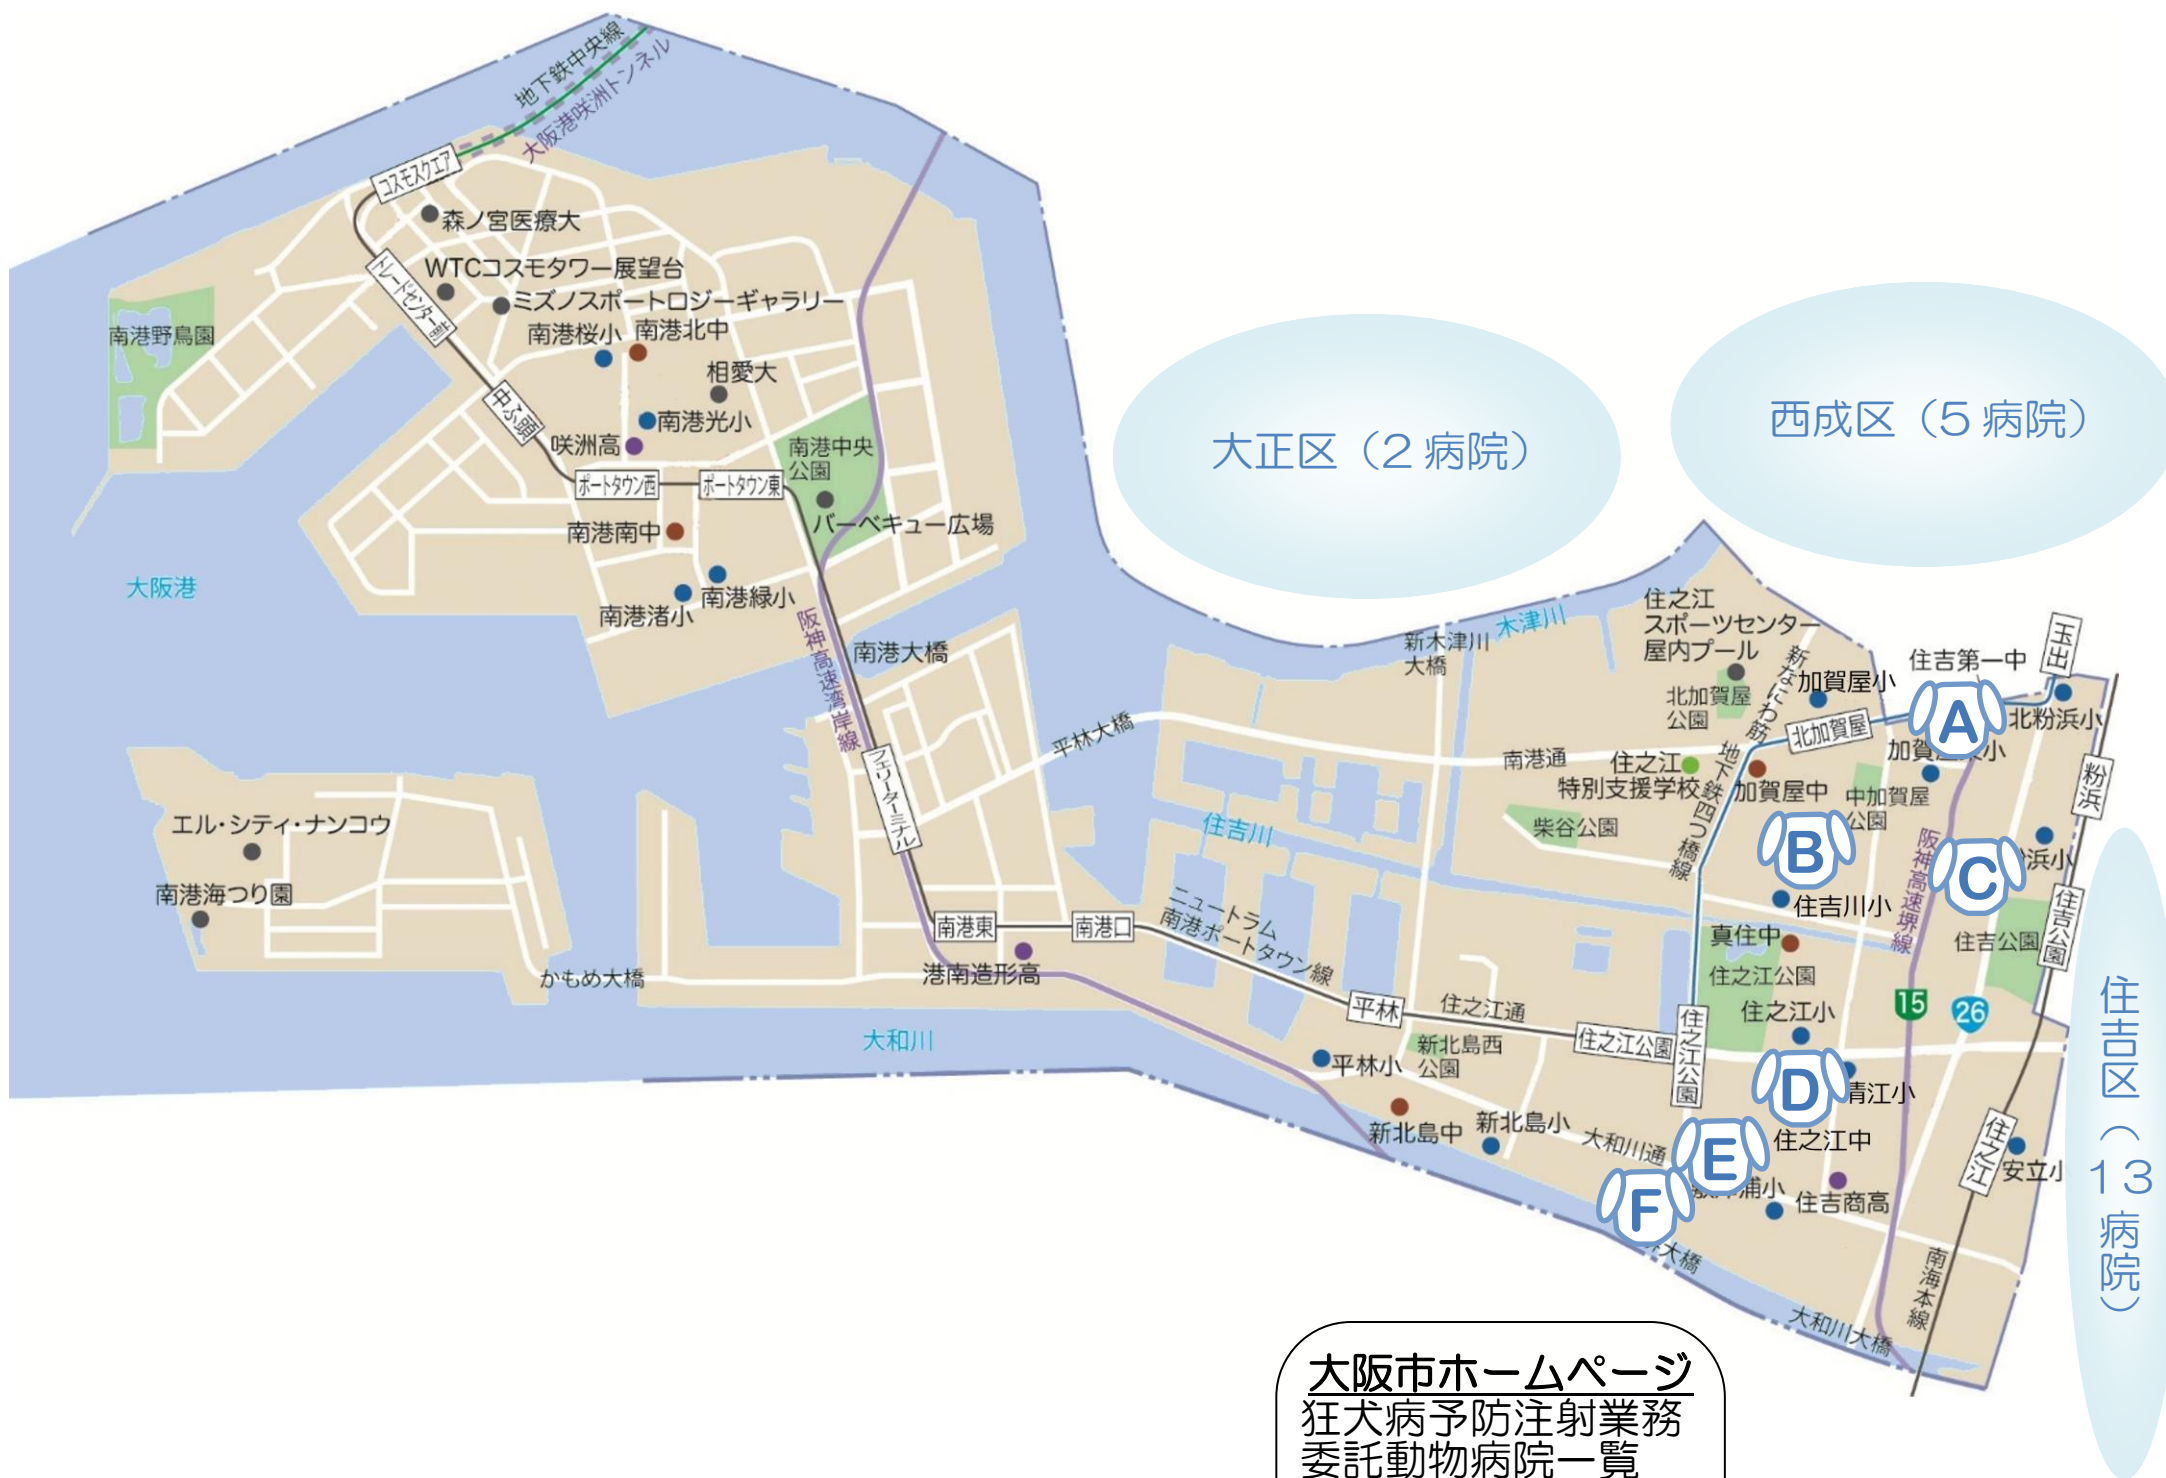 地下鉄中央線
大阪港咲洲トンネル
コスモスクエア
森ノ宮医療大
トレードセンター前
WTCコスモタワー展望台
ミズノスポートロジーギャラリー
南港野鳥園
南港桜小
南港北中
相愛大
中ふ頭
南港光小
咲洲高
南港中央
公園
ポートタウン西
ポートタウン東
バーベキュー広場
南港南中
大阪港
南港渚小
南港緑小
阪神高速湾岸線
南港大橋
フェリーターミナル
平林大橋
エル・シティ・ナンコウ
南港海つり園
かもめ大橋
南港東
南港口
港南造形高
大和川
ニュートラム
南港ポートタウン線
住吉川
大正区（2病院）
西成区（5病院）
木津川
新木津川
大橋
住之江
スポーツセンター
屋内プール
北加賀屋
公園
新なにわ筋
加賀屋小
住吉第一中
玉出
北粉浜小
A
北加賀屋
加賀屋東小
粉浜
南港通
住之江
特別支援学校
地下鉄四つ橋線
加賀屋中
中加賀屋
公園
柴谷公園
B
阪神高速堺線
C
浜小
住吉公園
住吉川小
真住中
住吉公園
住之江公園
15
26
住之江小
平林
住之江通
住之江公園
住之江公園
平林小
新北島西
公園
D
清江小
新北島中
新北島小
大和川通
E
住之江中
住之江
安立小
F
浦小
住吉商高
大橋
南海本線
大和川大橋
住吉区（13病院）
大阪市ホームページ
狂犬病予防注射業務
委託動物病院一覧